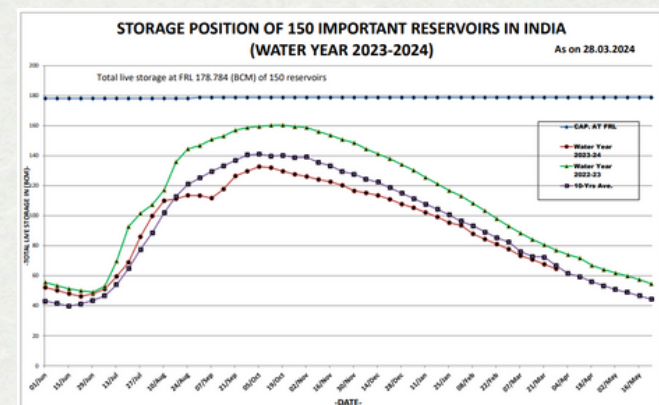 STORAGE POSITION OF 150 IMPORTANT RESERVOIRS IN INDIA
(WATER YEAR 2023-2024)
As on 28.03.2024
Total live storage at FRL 178.784 (BCM) of 150 reservoirs
-TOTAL LIVE STORAGE IN (BCM)-
200
180
160
140
120
100
80
60
40
20
0
CAP. AT FRL
Water Year
2023-24
Water Year
2022-23
10-Yrs Ave.
01/Jun
15/Jun
29/Jun
13/Jul
27/Jul
10/Aug
24/Aug
07/Sep
21/Sep
05/Oct
19/Oct
02/Nov
16/Nov
30/Nov
14/Dec
28/Dec
11/Jan
25/Jan
08/Feb
22/Feb
07/Mar
21/Mar
04/Apr
18/Apr
02/May
16/May
-DATE-